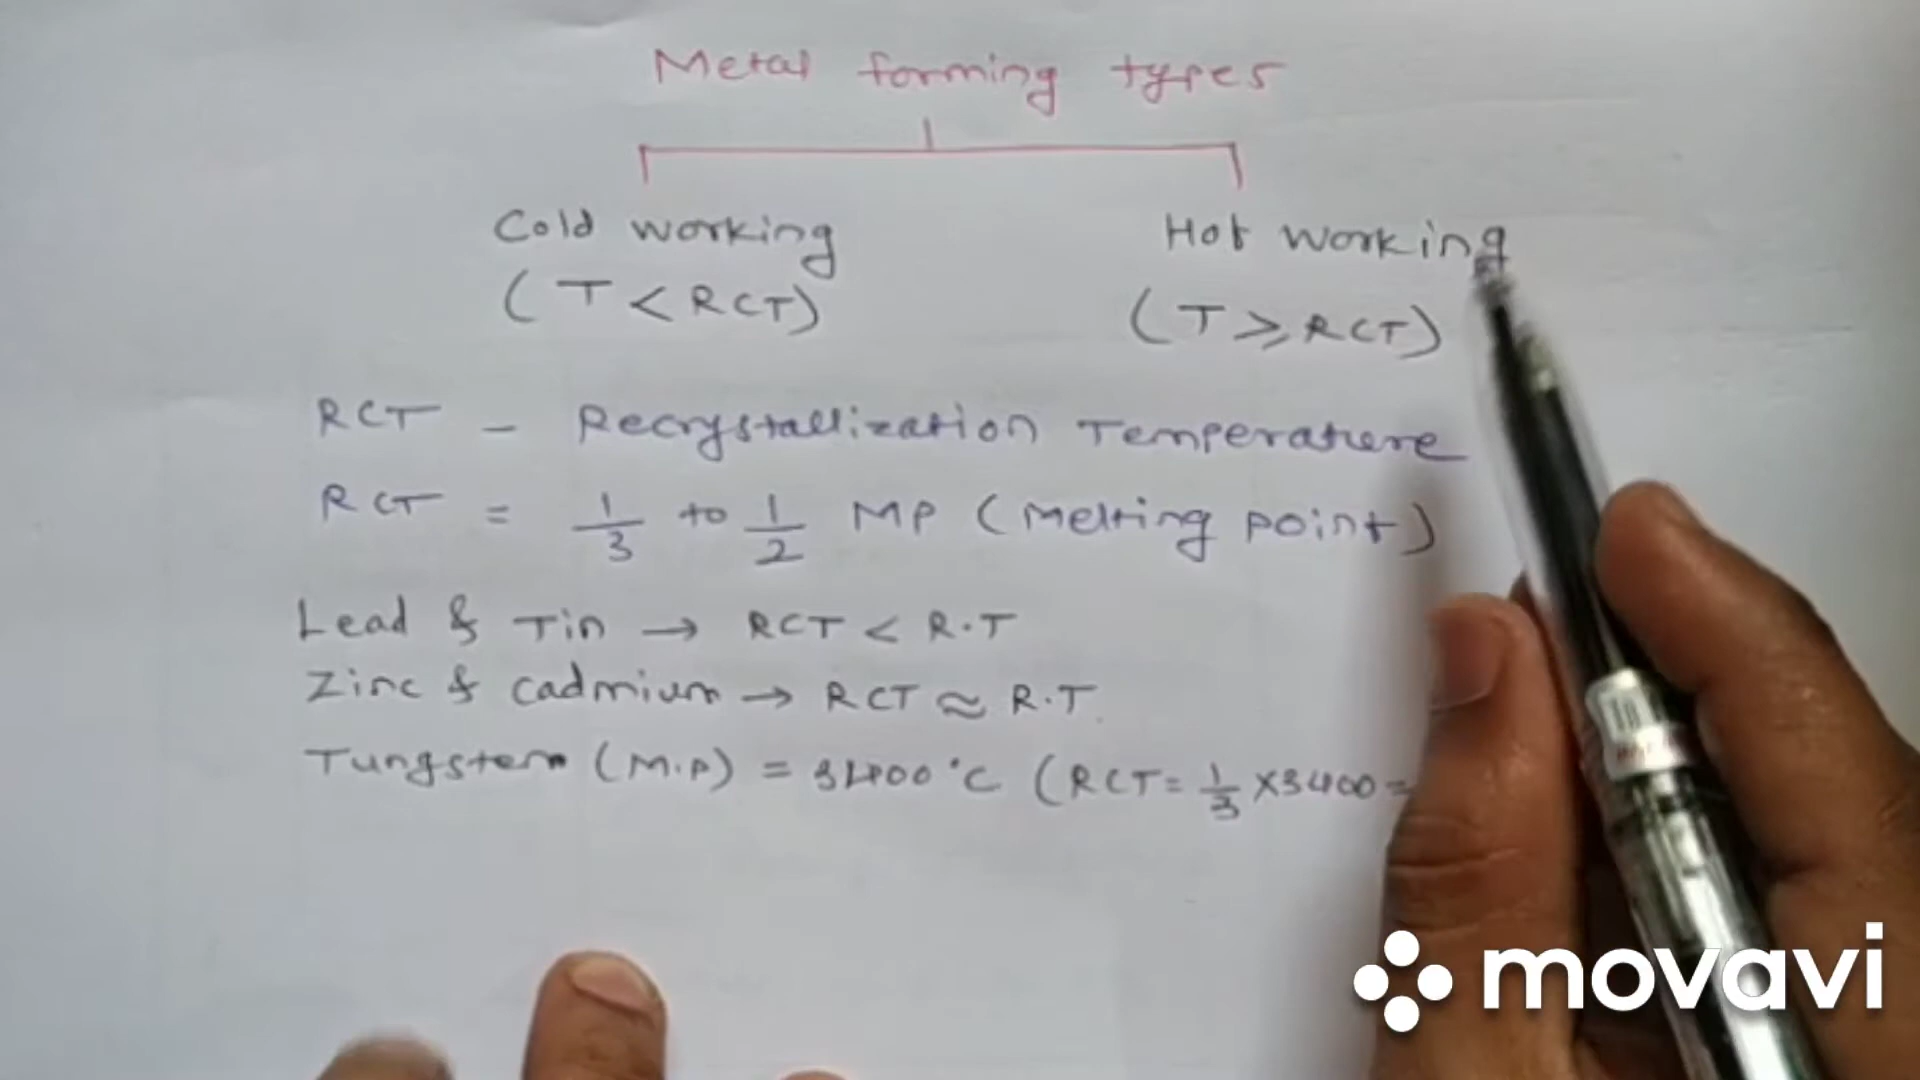 Metal forming types
Cold working
Hot working
(T < RCT)
(T ⩾ RCT)
RCT - Recrystallization Temperature
RCT = 1/3 to 1/2 MP (Melting point)
Lead & Tin → RCT < R.T
Zinc & cadmium → RCT ≈ R.T.
Tungsten (M.P) = 3400°C (RCT = 1/3 × 3400 =
movavi